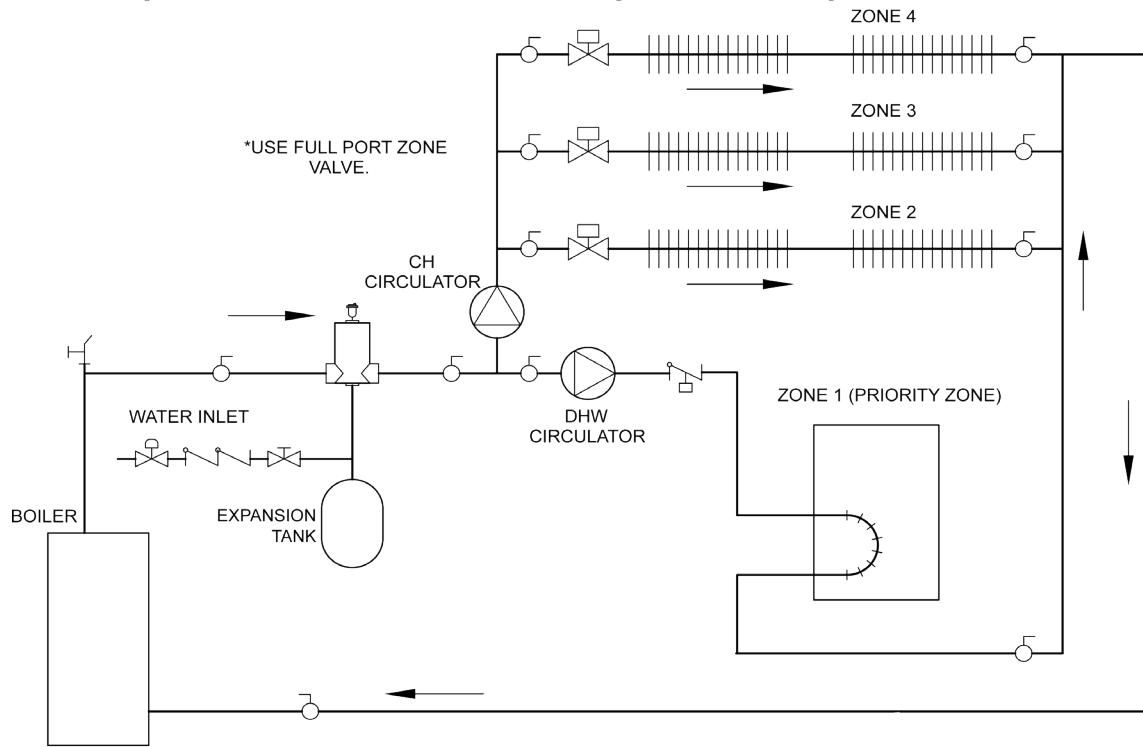 ZONE 4
ZONE 3
*USE FULL PORT ZONE
VALVE.
ZONE 2
CH
CIRCULATOR
WATER INLET
DHW
CIRCULATOR
ZONE 1 (PRIORITY ZONE)
BOILER
EXPANSION
TANK